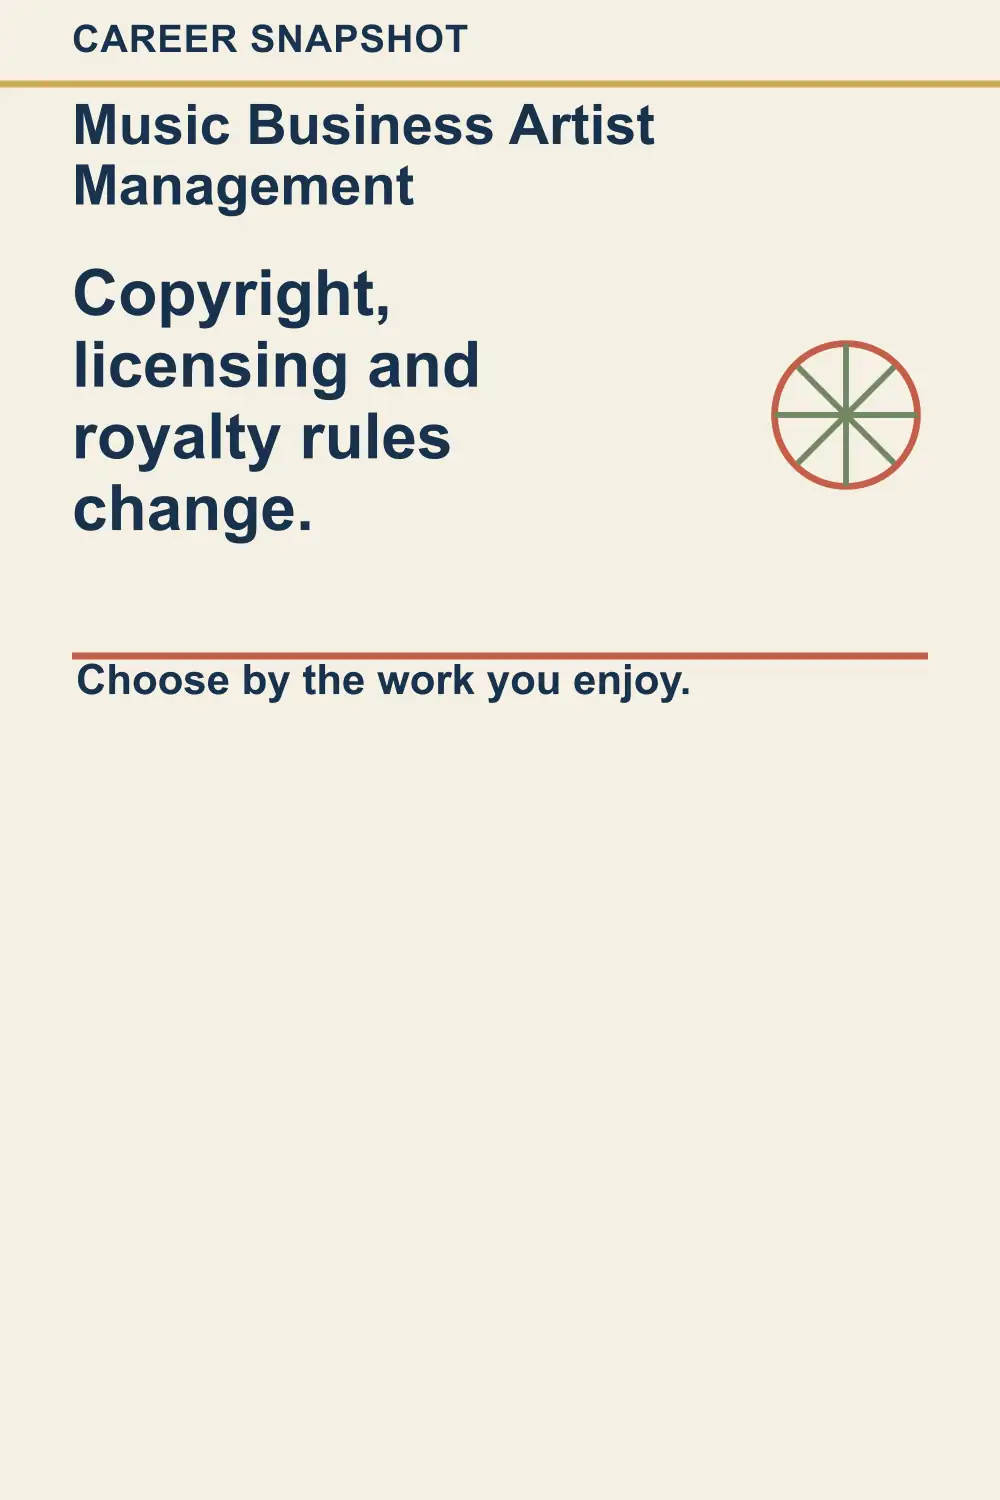 CAREER SNAPSHOT
Music Business Artist
Management
Copyright,
licensing and
royalty rules
change.
Choose by the work you enjoy.